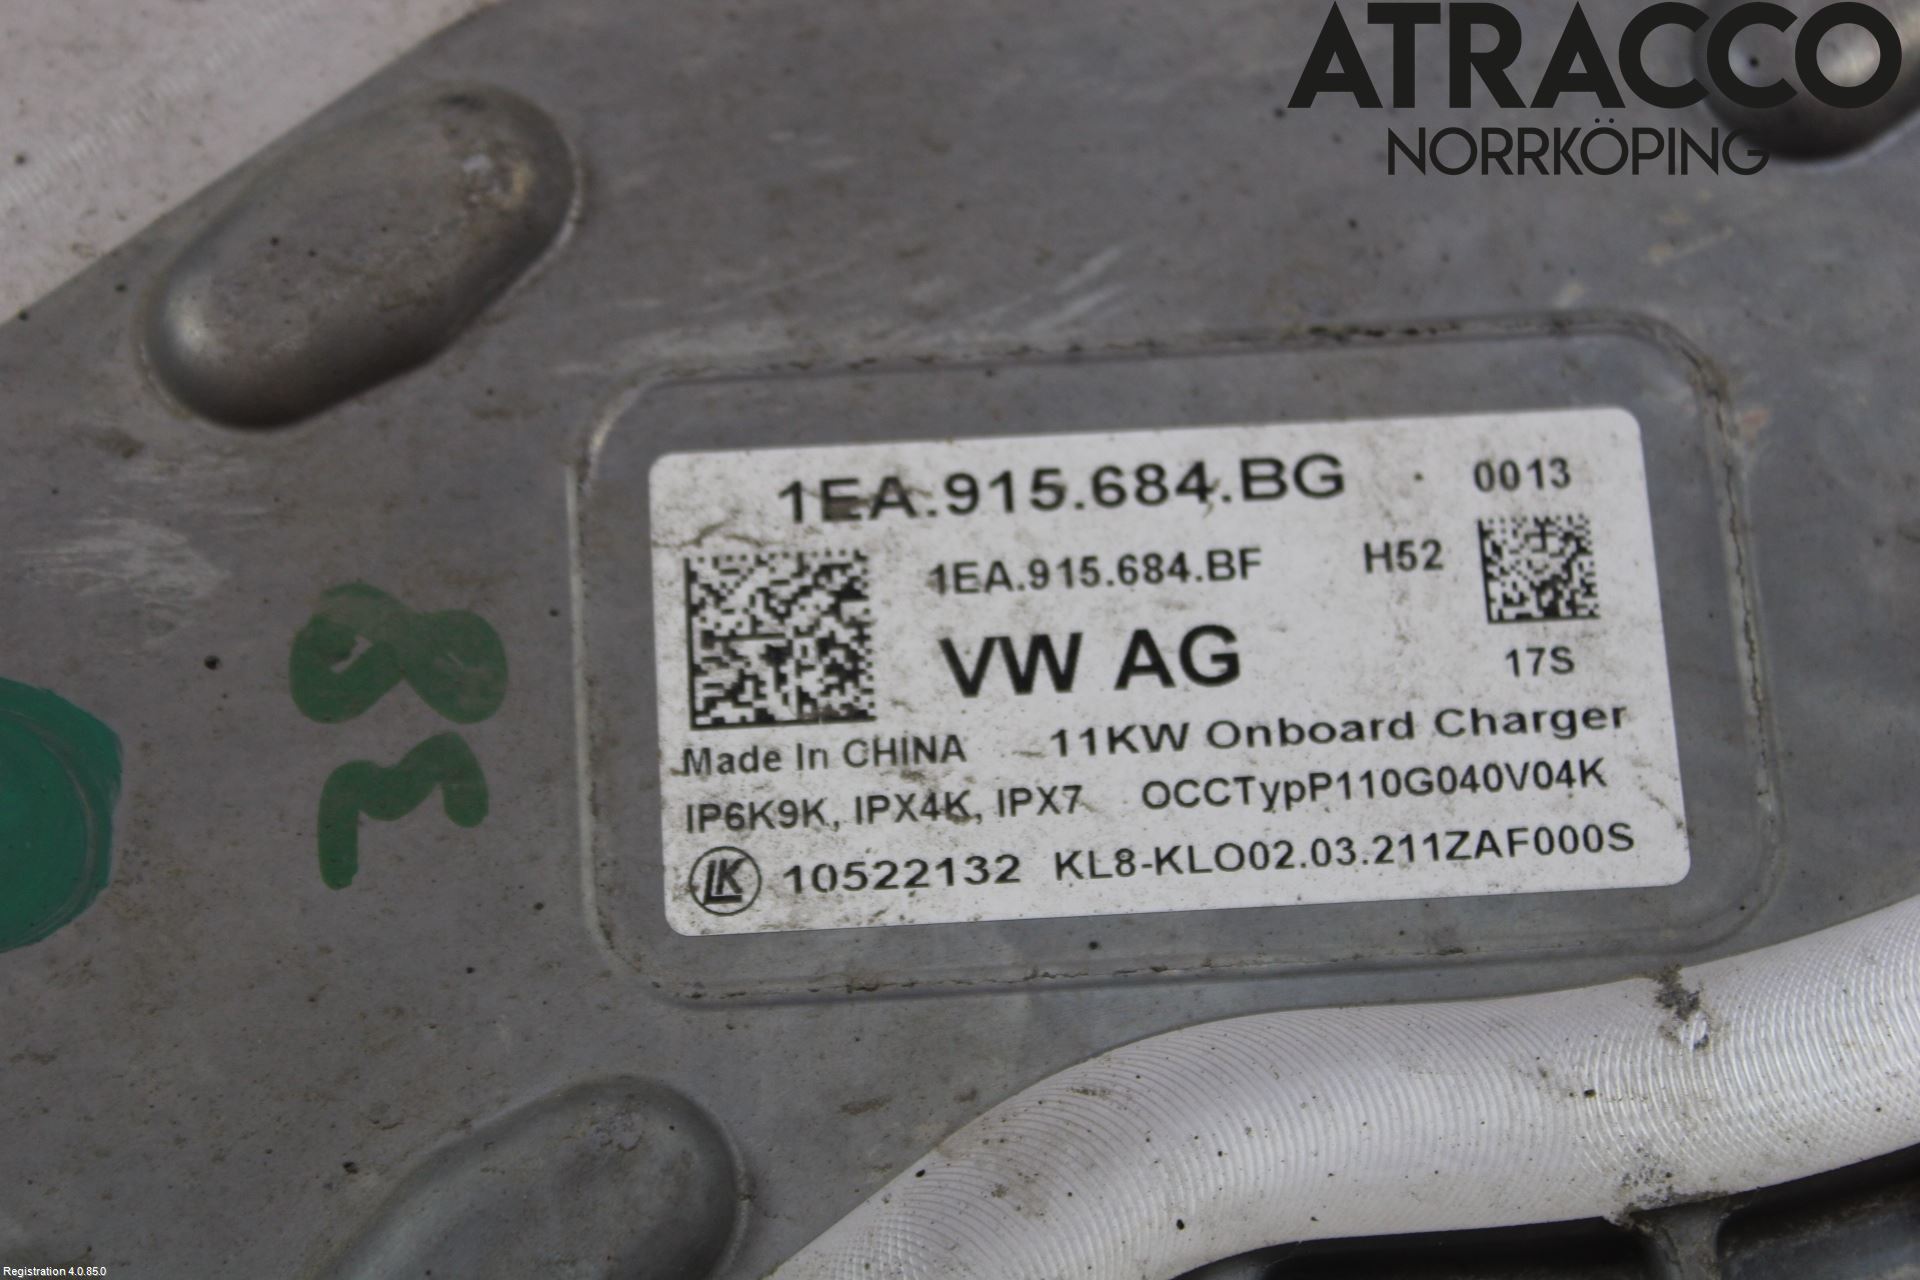 ATRACCO
NORRKÖPING
1EA.915.684.BG 0013
1EA.915.684.BF H52
VW AG 17S
Made In CHINA 11KW Onboard Charger
IP6K9K, IPX4K, IPX7 OCCTypP110G040V04K
LK 10522132 KL8-KLO02.03.211ZAF000S
Registration 4.0.85.0